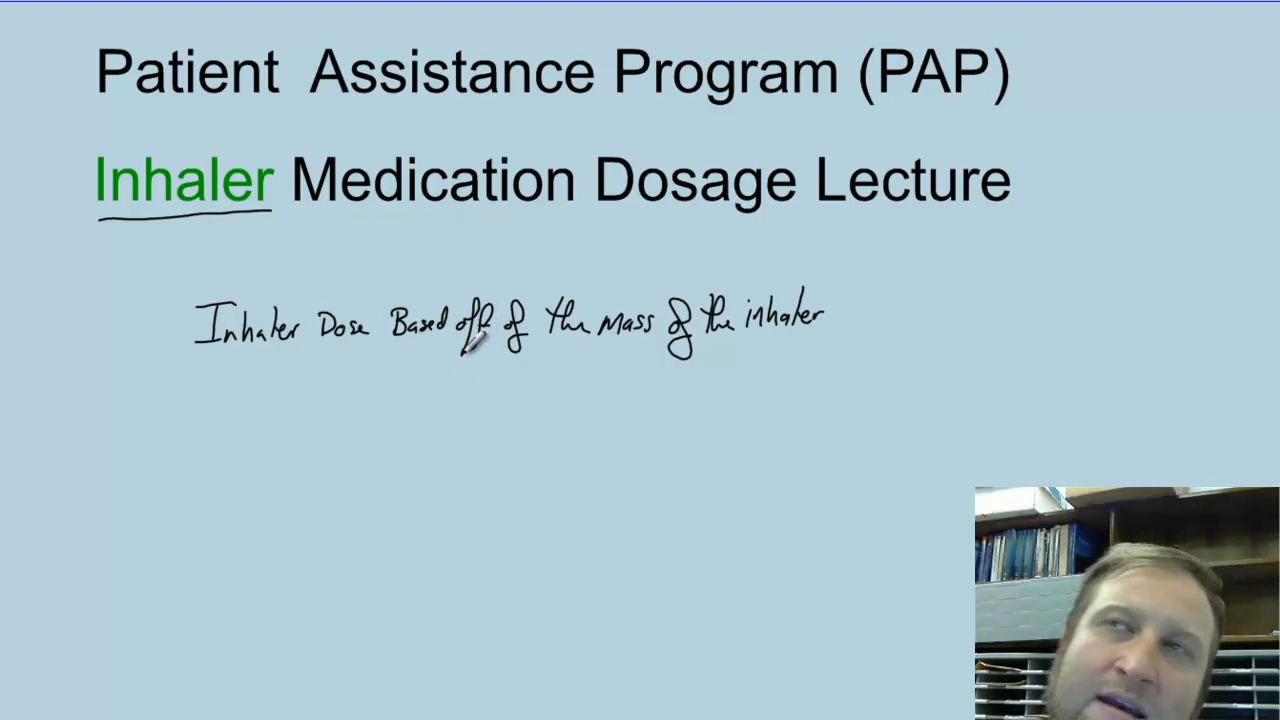 Patient Assistance Program (PAP)
Inhaler Medication Dosage Lecture
Inhaler Dose Based off of the mass of the inhaler